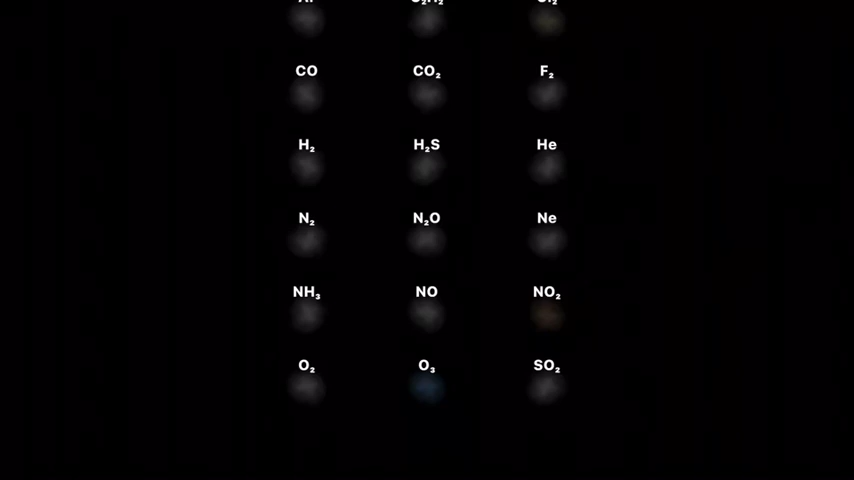 CO CO₂ F₂
H₂ H₂S He
N₂ N₂O Ne
NH₃ NO NO₂
O₂ O₃ SO₂